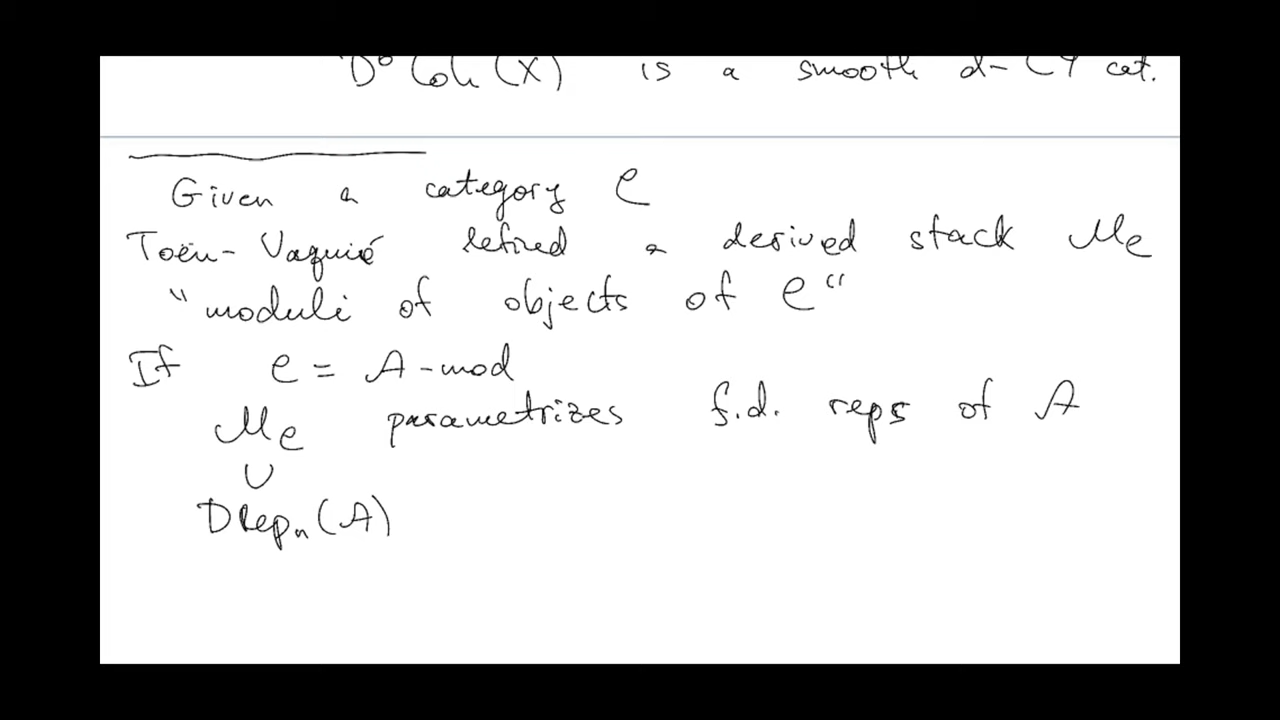 D^b Coh (X) is a smooth d-CY cat.
Given a category C
Toën-Vaquié defined a derived stack M_C
"moduli of objects of C"
If C = A-mod
M_C parametrizes f.d. reps of A
∪
DRep_n(A)